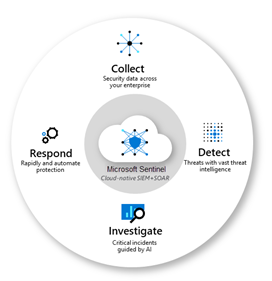 Collect
Security data across
your enterprise
Respond
Rapidly and automate
protection
Microsoft Sentinel
Cloud-native SIEM+SOAR
Detect
Threats with vast threat
intelligence
Investigate
Critical incidents
guided by AI